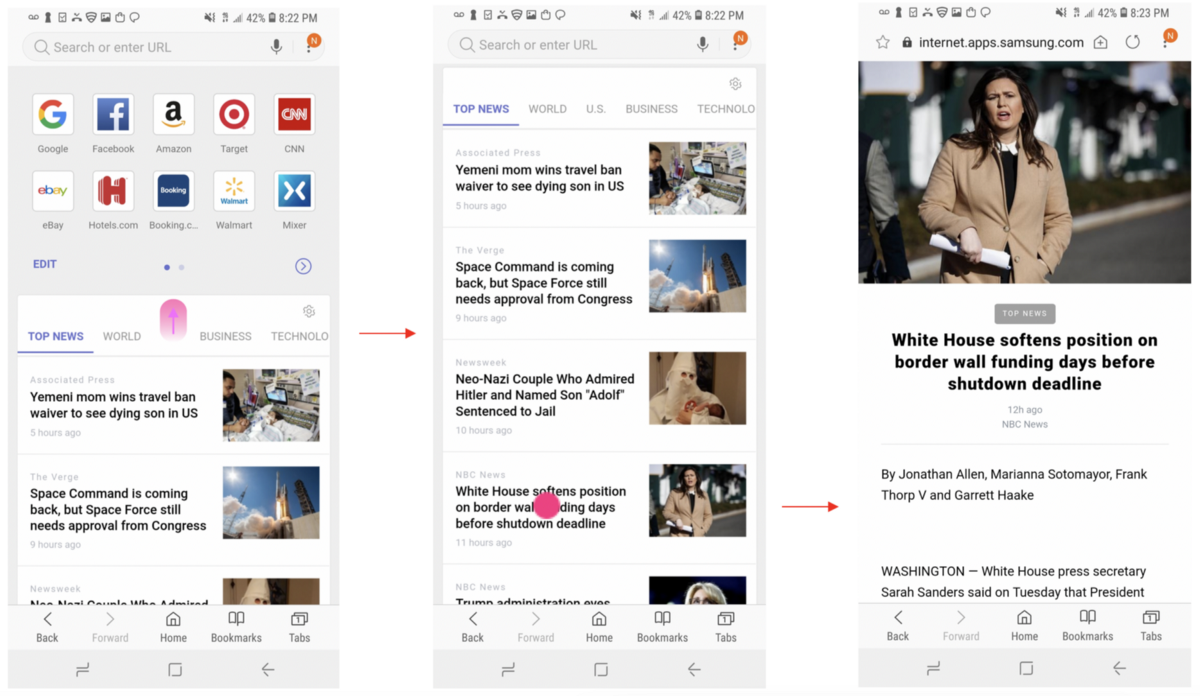 42% 8:22 PM
Search or enter URL
N
G
f
a
CNN
Google
Facebook
Amazon
Target
CNN
ebay
H
Booking
Walmart
X
eBay
Hotels.com
Booking.c...
Walmart
Mixer
EDIT
TOP NEWS
WORLD
BUSINESS
TECHNOLO
Associated Press
Yemeni mom wins travel ban
waiver to see dying son in US
5 hours ago
The Verge
Space Command is coming
back, but Space Force still
needs approval from Congress
9 hours ago
Newsweek
Neo-Nazi Couple Who Admired
Back
Forward
Home
Bookmarks
1
Tabs
42% 8:22 PM
Search or enter URL
N
TOP NEWS
WORLD
U.S.
BUSINESS
TECHNOLO
Associated Press
Yemeni mom wins travel ban
waiver to see dying son in US
5 hours ago
The Verge
Space Command is coming
back, but Space Force still
needs approval from Congress
9 hours ago
Newsweek
Neo-Nazi Couple Who Admired
Hitler and Named Son "Adolf"
Sentenced to Jail
10 hours ago
NBC News
White House softens position
on border wall funding days
before shutdown deadline
11 hours ago
NBC News
Trump administration eyes
Back
Forward
Home
Bookmarks
1
Tabs
42% 8:23 PM
internet.apps.samsung.com
N
TOP NEWS
White House softens position on
border wall funding days before
shutdown deadline
12h ago
NBC News
By Jonathan Allen, Marianna Sotomayor, Frank
Thorp V and Garrett Haake
WASHINGTON — White House press secretary
Sarah Sanders said on Tuesday that President
Back
Forward
Home
Bookmarks
1
Tabs